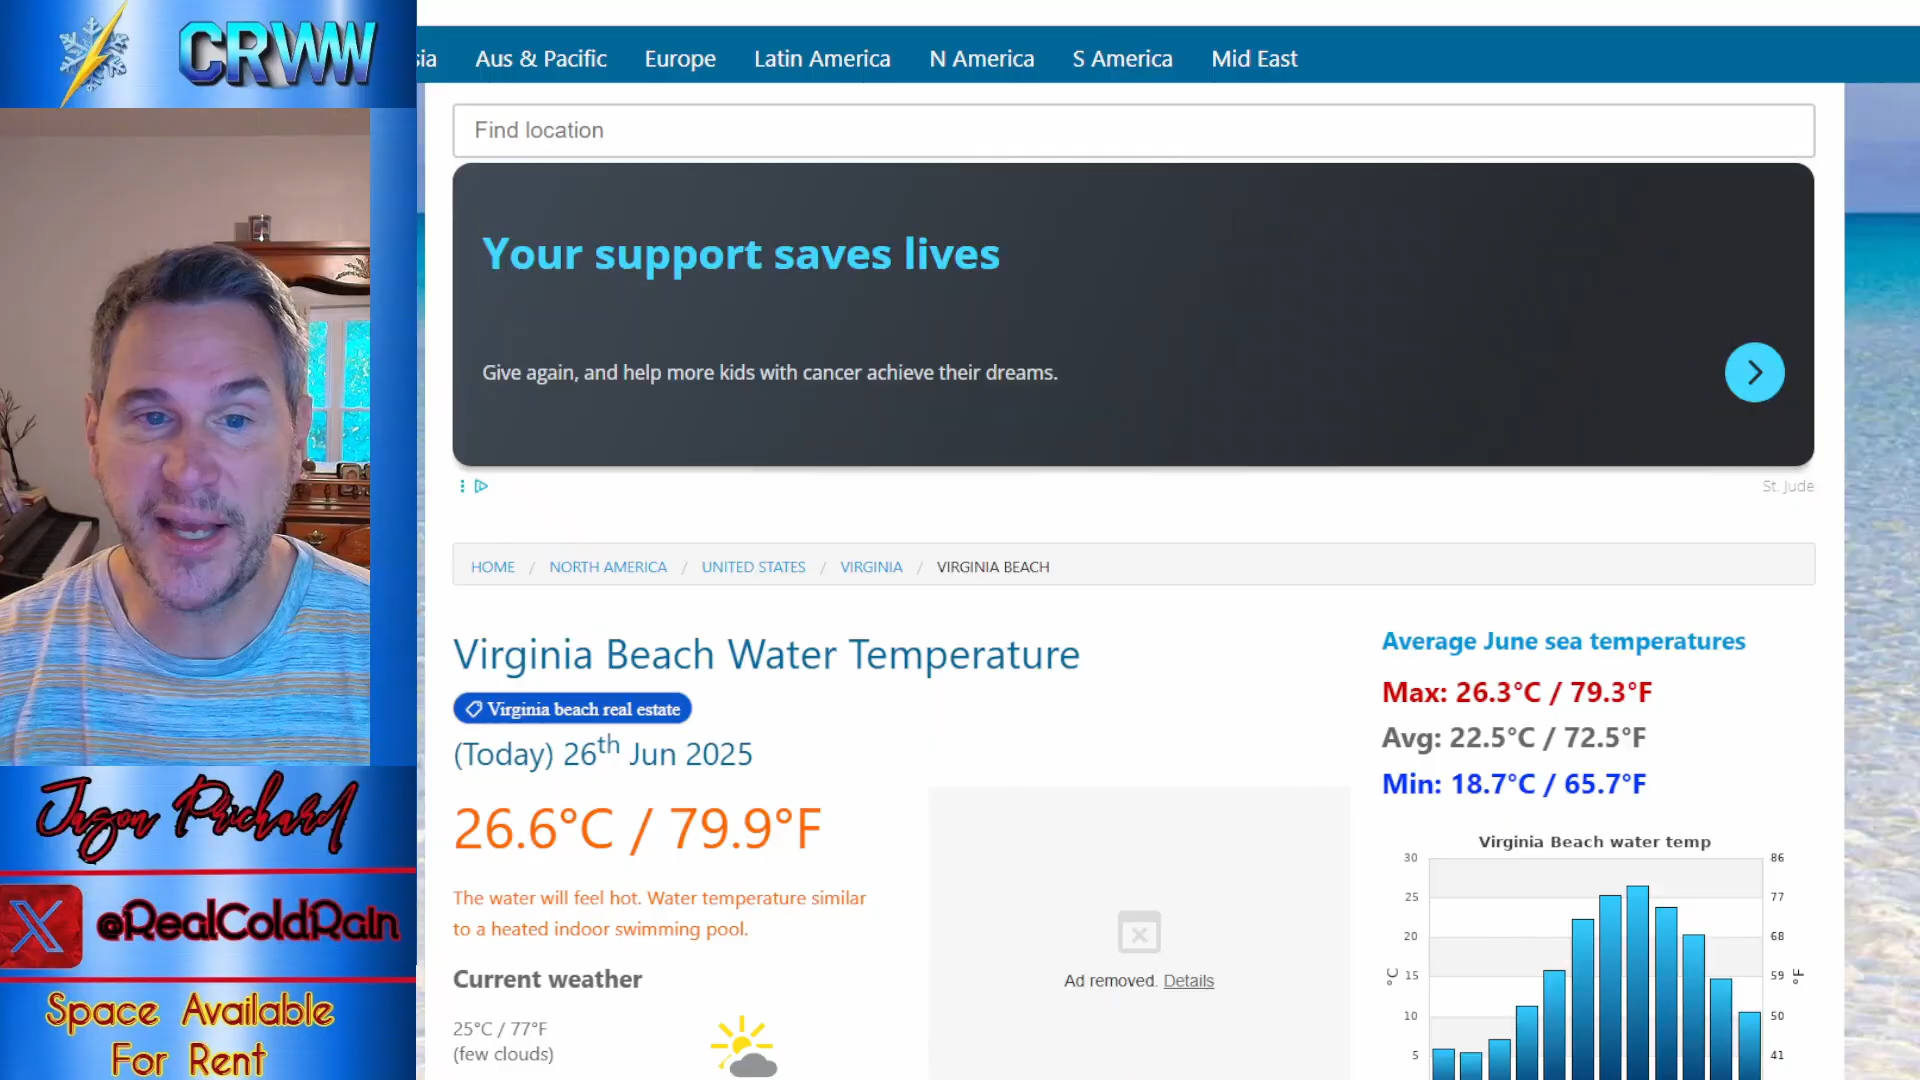 CRWW
sia Aus & Pacific Europe Latin America N America S America Mid East
Find location
Your support saves lives
Give again, and help more kids with cancer achieve their dreams.
St. Jude
HOME / NORTH AMERICA / UNITED STATES / VIRGINIA / VIRGINIA BEACH
Virginia Beach Water Temperature
Virginia beach real estate
(Today) 26th Jun 2025
26.6°C / 79.9°F
The water will feel hot. Water temperature similar
to a heated indoor swimming pool.
Current weather
25°C / 77°F
(few clouds)
Ad removed. Details
Average June sea temperatures
Max: 26.3°C / 79.3°F
Avg: 22.5°C / 72.5°F
Min: 18.7°C / 65.7°F
Virginia Beach water temp
30 86
25 77
20 68
15 59
°C °F
10 50
5 41
Jason Prichard
X @RealColdRain
Space Available
For Rent